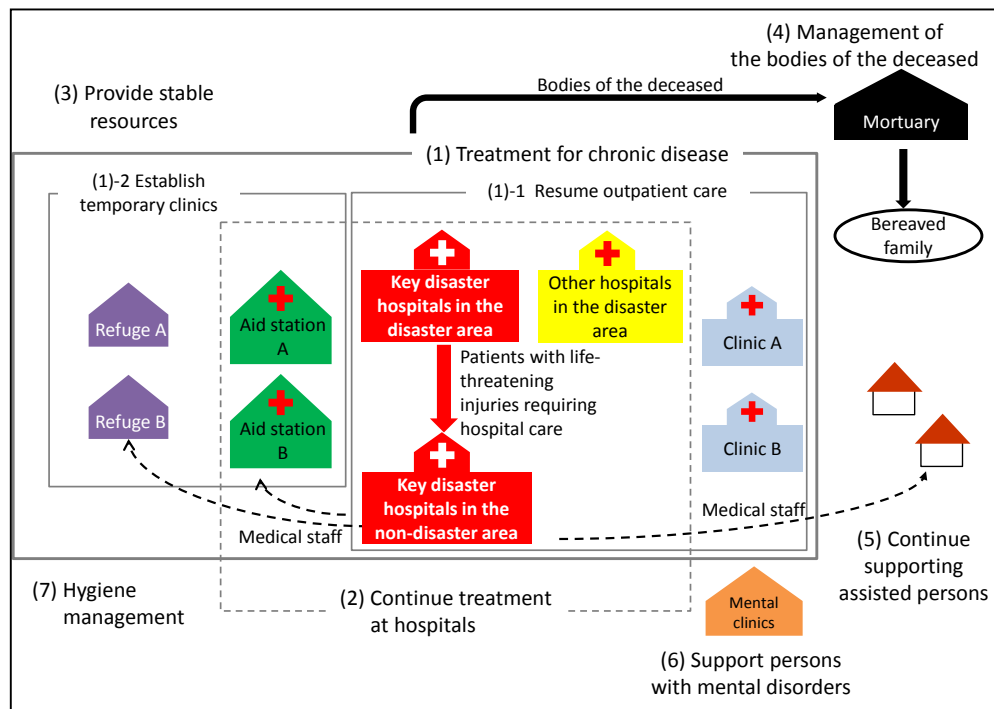 (4) Management of
the bodies of the deceased
(3) Provide stable
resources
Bodies of the deceased
Mortuary
(1) Treatment for chronic disease
(1)-2 Establish
temporary clinics
(1)-1 Resume outpatient care
Bereaved
family
Key disaster
hospitals in the
disaster area
Other hospitals
in the disaster
area
Refuge A
Aid station
A
Clinic A
Patients with life-
threatening
injuries requiring
hospital care
Refuge B
Aid station
B
Clinic B
Key disaster
hospitals in the
non-disaster area
Medical staff
Medical staff
(5) Continue
supporting
assisted persons
(7) Hygiene
management
(2) Continue treatment
at hospitals
Mental
clinics
(6) Support persons
with mental disorders